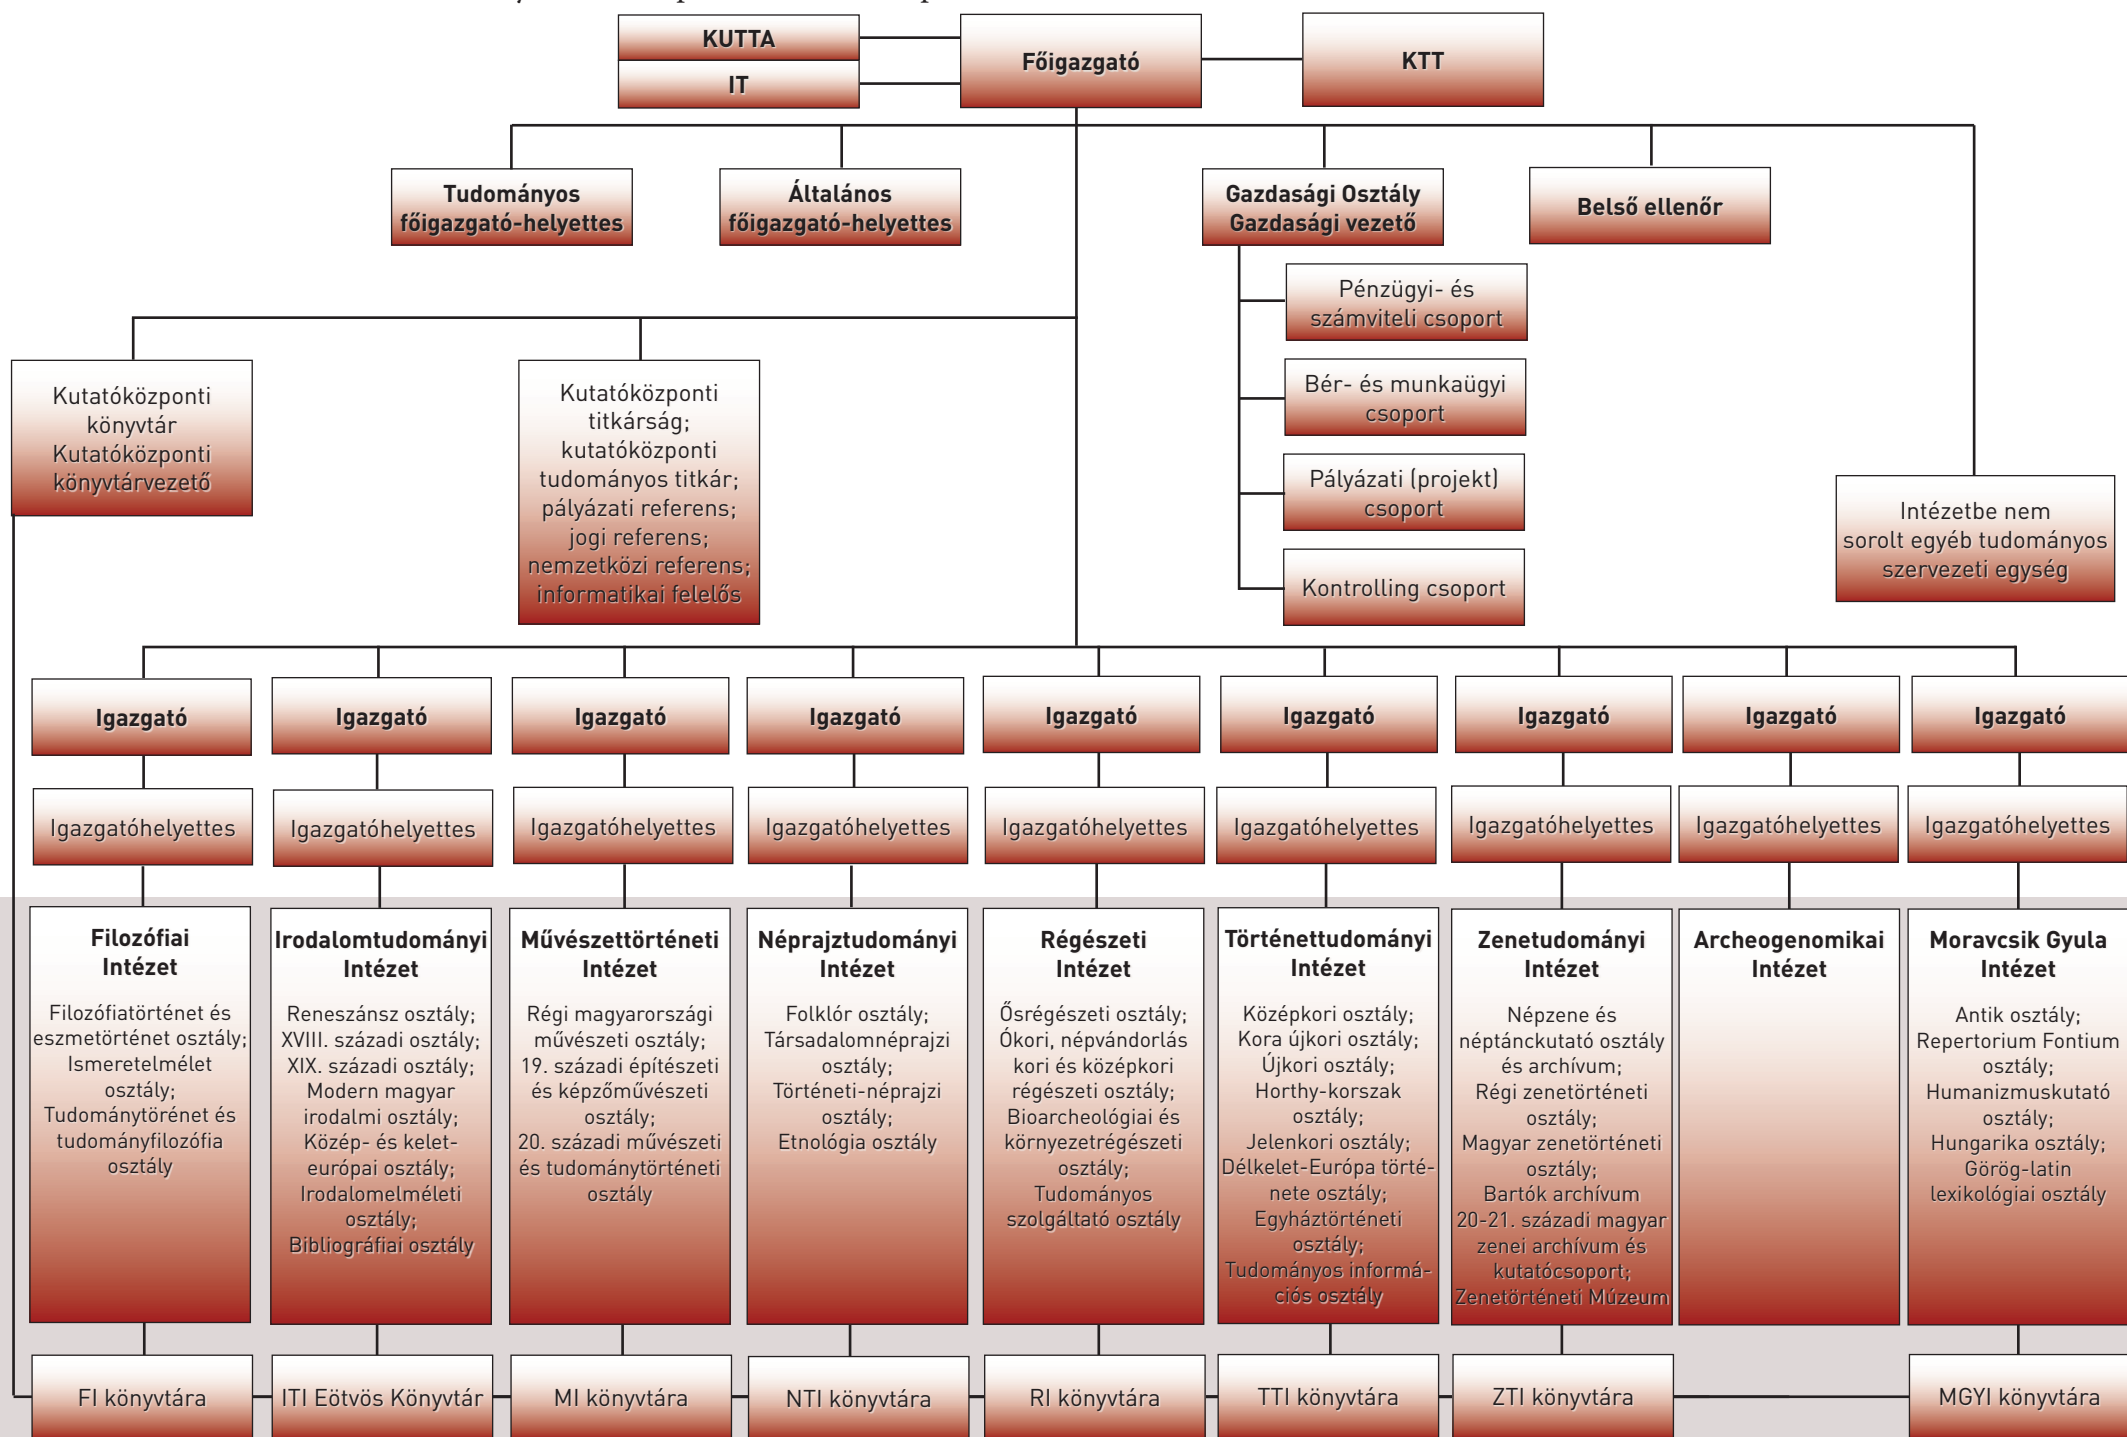 KUTTA
IT
Főigazgató
KTT
Tudományos
főigazgató-helyettes
Általános
főigazgató-helyettes
Gazdasági Osztály
Gazdasági vezető
Belső ellenőr
Pénzügyi- és
számviteli csoport
Bér- és munkaügyi
csoport
Pályázati (projekt)
csoport
Kontrolling csoport
Kutatóközponti
könyvtár
Kutatóközponti
könyvtárvezető
Kutatóközponti
titkárság;
kutatóközponti
tudományos titkár;
pályázati referens;
jogi referens;
nemzetközi referens;
informatikai felelős
Intézetbe nem
sorolt egyéb tudományos
szervezeti egység
Igazgató
Igazgató
Igazgató
Igazgató
Igazgató
Igazgató
Igazgató
Igazgató
Igazgató
Igazgatóhelyettes
Igazgatóhelyettes
Igazgatóhelyettes
Igazgatóhelyettes
Igazgatóhelyettes
Igazgatóhelyettes
Igazgatóhelyettes
Igazgatóhelyettes
Igazgatóhelyettes
Filozófiai
Intézet
Filozófiatörténet és
eszmetörténet osztály;
Ismeretelmélet
osztály;
Tudománytörénet és
tudományfilozófia
osztály
Irodalomtudományi
Intézet
Reneszánsz osztály;
XVIII. századi osztály;
XIX. századi osztály;
Modern magyar
irodalmi osztály;
Közép- és kelet-
európai osztály;
Irodalomelméleti
osztály;
Bibliográfiai osztály
Művészettörténeti
Intézet
Régi magyarországi
művészeti osztály;
19. századi építészeti
és képzőművészeti
osztály;
20. századi művészeti
és tudománytörténeti
osztály
Néprajztudományi
Intézet
Folklór osztály;
Társadalomnéprajzi
osztály;
Történeti-néprajzi
osztály;
Etnológia osztály
Régészeti
Intézet
Ősrégészeti osztály;
Ókori, népvándorlás
kori és középkori
régészeti osztály;
Bioarcheológiai és
környezetrégészeti
osztály;
Tudományos
szolgáltató osztály
Történettudományi
Intézet
Középkori osztály;
Kora újkori osztály;
Újkori osztály;
Horthy-korszak
osztály;
Jelenkori osztály;
Délkelet-Európa törté-
nete osztály;
Egyháztörténeti
osztály;
Tudományos informá-
ciós osztály
Zenetudományi
Intézet
Népzene és
néptánckutató osztály
és archívum;
Régi zenetörténeti
osztály;
Magyar zenetörténeti
osztály;
Bartók archívum
20-21. századi magyar
zenei archívum és
kutatócsoport;
Zenetörténeti Múzeum
Archeogenomikai
Intézet
Moravcsik Gyula
Intézet
Antik osztály;
Repertorium Fontium
osztály;
Humanizmuskutató
osztály;
Hungarika osztály;
Görög-latin
lexikológiai osztály
FI könyvtára
ITI Eötvös Könyvtár
MI könyvtára
NTI könyvtára
RI könyvtára
TTI könyvtára
ZTI könyvtára
MGYI könyvtára